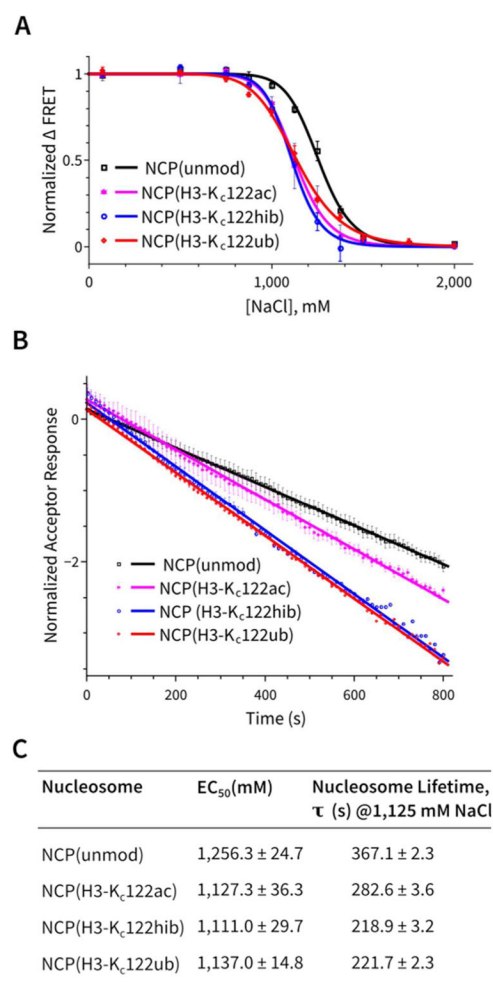 A
Normalized Δ FRET
1
0.5
0
NCP(unmod)
NCP(H3-Kc122ac)
NCP(H3-Kc122hib)
NCP(H3-Kc122ub)
0
1,000
2,000
[NaCl], mM
B
Normalized Acceptor Response
0
−2
NCP(unmod)
NCP(H3-Kc122ac)
NCP (H3-Kc122hib)
NCP(H3-Kc122ub)
0 200 400 600 800
Time (s)
C
Nucleosome EC50(mM) Nucleosome Lifetime,
τ (s) @1,125 mM NaCl
NCP(unmod) 1,256.3 ± 24.7 367.1 ± 2.3
NCP(H3-Kc122ac) 1,127.3 ± 36.3 282.6 ± 3.6
NCP(H3-Kc122hib) 1,111.0 ± 29.7 218.9 ± 3.2
NCP(H3-Kc122ub) 1,137.0 ± 14.8 221.7 ± 2.3